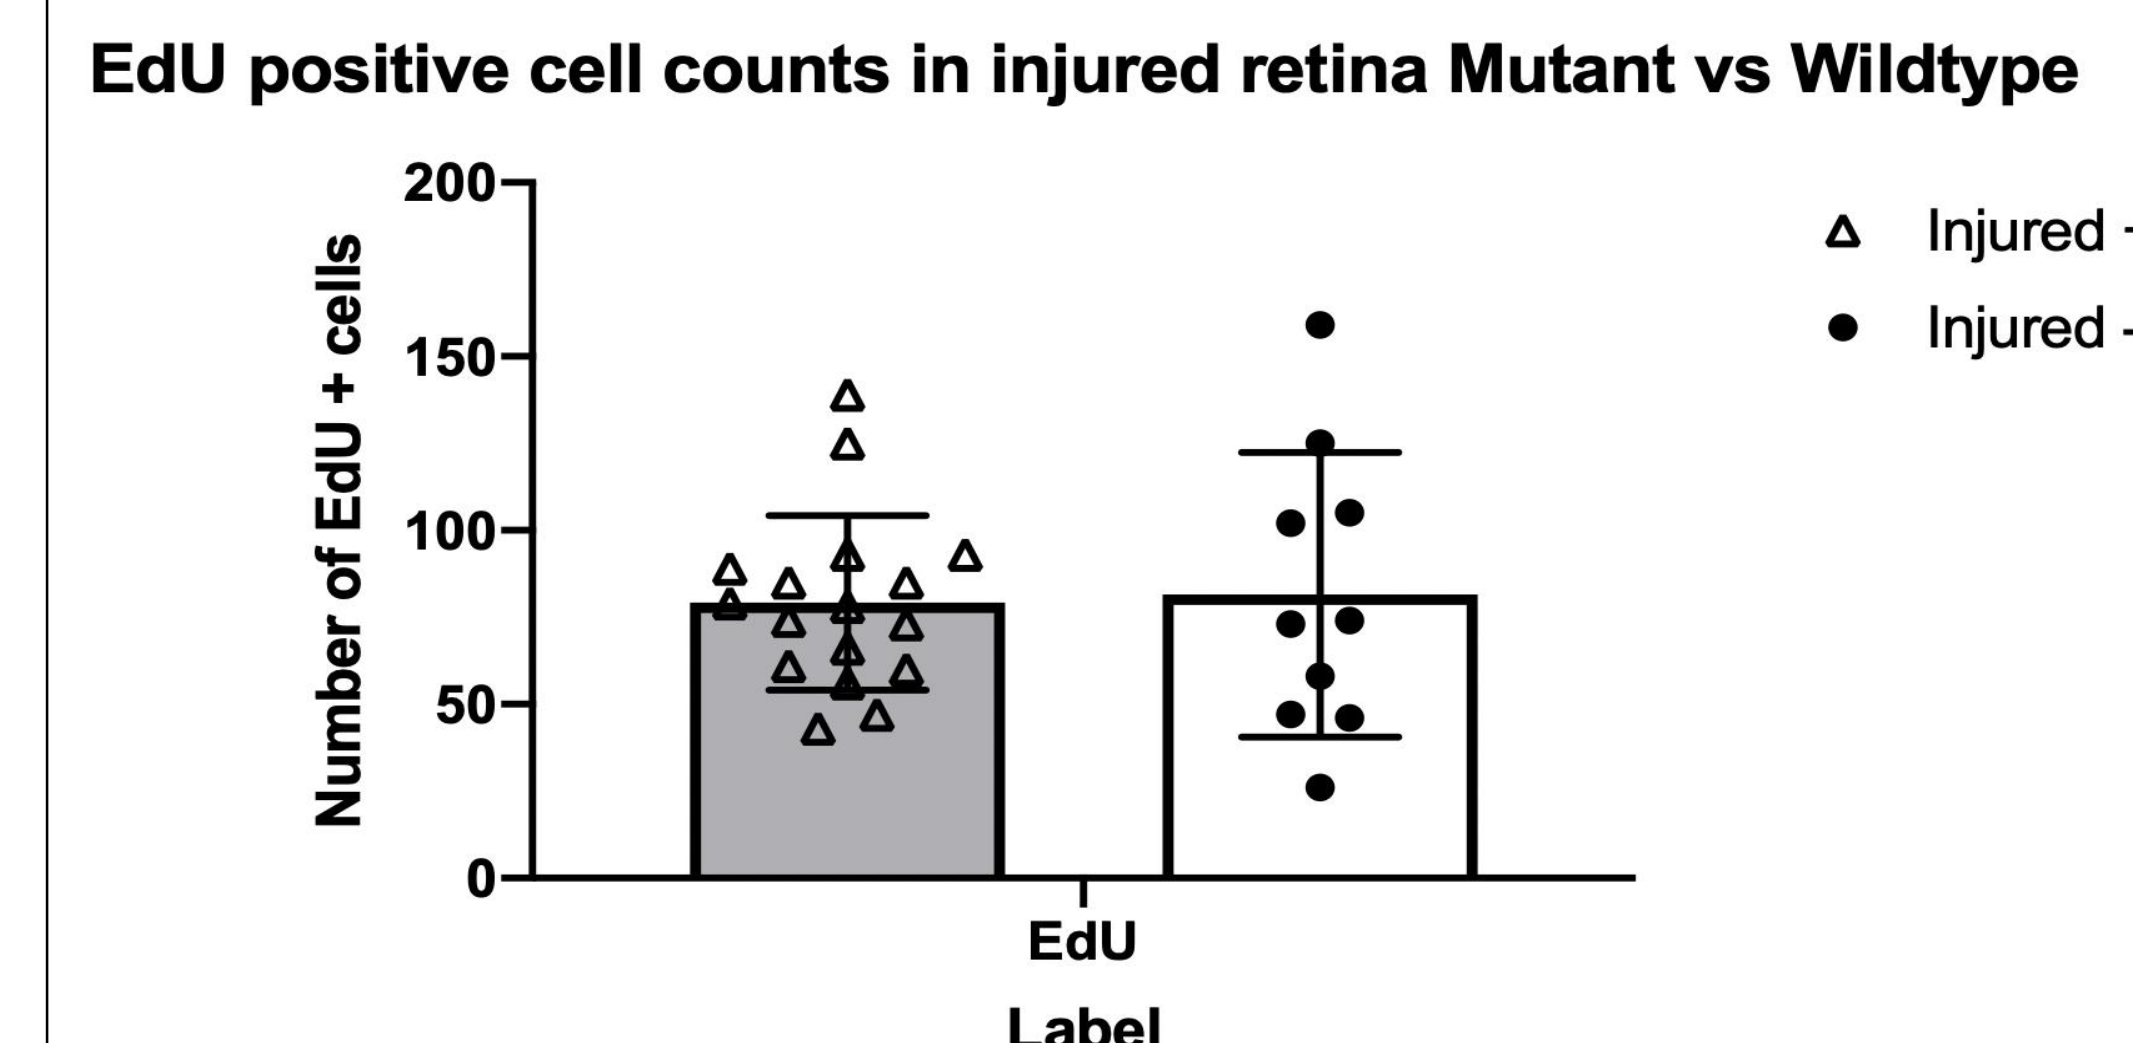 EdU positive cell counts in injured retina Mutant vs Wildtype
200
150
100
50
0
Number of EdU + cells
Injured -
Injured -
EdU
Label